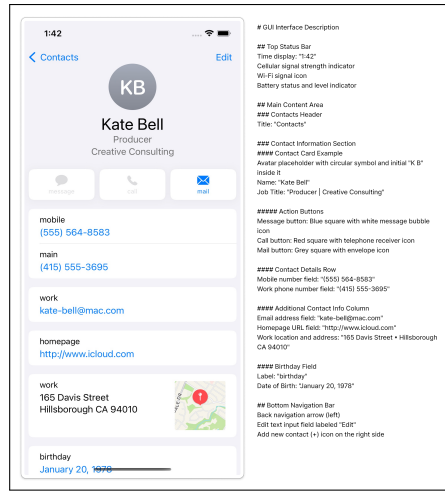 1:42
Contacts
Edit
KB
Kate Bell
Producer
Creative Consulting
message
call
mail
mobile
(555) 564-8583
main
(415) 555-3695
work
kate-bell@mac.com
homepage
http://www.icloud.com
work
165 Davis Street
Hillsborough CA 94010
birthday
January 20, 1978
# GUI Interface Description
## Top Status Bar
Time display: "1:42"
Cellular signal strength indicator
Wi-Fi signal icon
Battery status and level indicator
## Main Content Area
### Contacts Header
Title: "Contacts"
### Contact Information Section
#### Contact Card Example
Avatar placeholder with circular symbol and initial "K B"
inside it
Name: "Kate Bell"
Job Title: "Producer | Creative Consulting"
##### Action Buttons
Message button: Blue square with white message bubble
icon
Call button: Red square with telephone receiver icon
Mail button: Grey square with envelope icon
#### Contact Details Row
Mobile number field: "(555) 564-8583"
Work phone number field: "(415) 555-3695"
#### Additional Contact Info Column
Email address field: "kate-bell@mac.com"
Homepage URL field: "http://www.icloud.com"
Work location and address: "165 Davis Street • Hillsborough
CA 94010"
#### Birthday Field
Label: "birthday"
Date of Birth: "January 20, 1978"
## Bottom Navigation Bar
Back navigation arrow (left)
Edit text input field labeled "Edit"
Add new contact (+) icon on the right side